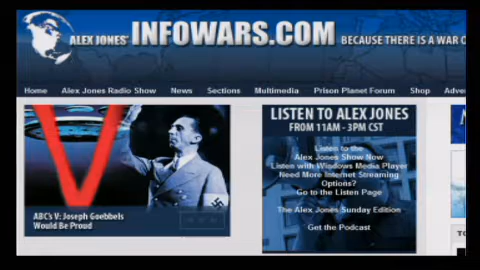 ALEX JONES' INFOWARS.COM BECAUSE THERE IS A WAR O
Home Alex Jones Radio Show News Sections Multimedia Prison Planet Forum Shop Adve
V
ABC's V: Joseph Goebbels
Would Be Proud
LISTEN TO ALEX JONES
FROM 11AM - 3PM CST
Listen to the
Alex Jones Show Now
Listen with Windows Media Player
Need More Internet Streaming
Options?
Go to the Listen Page
The Alex Jones Sunday Edition
Get the Podcast